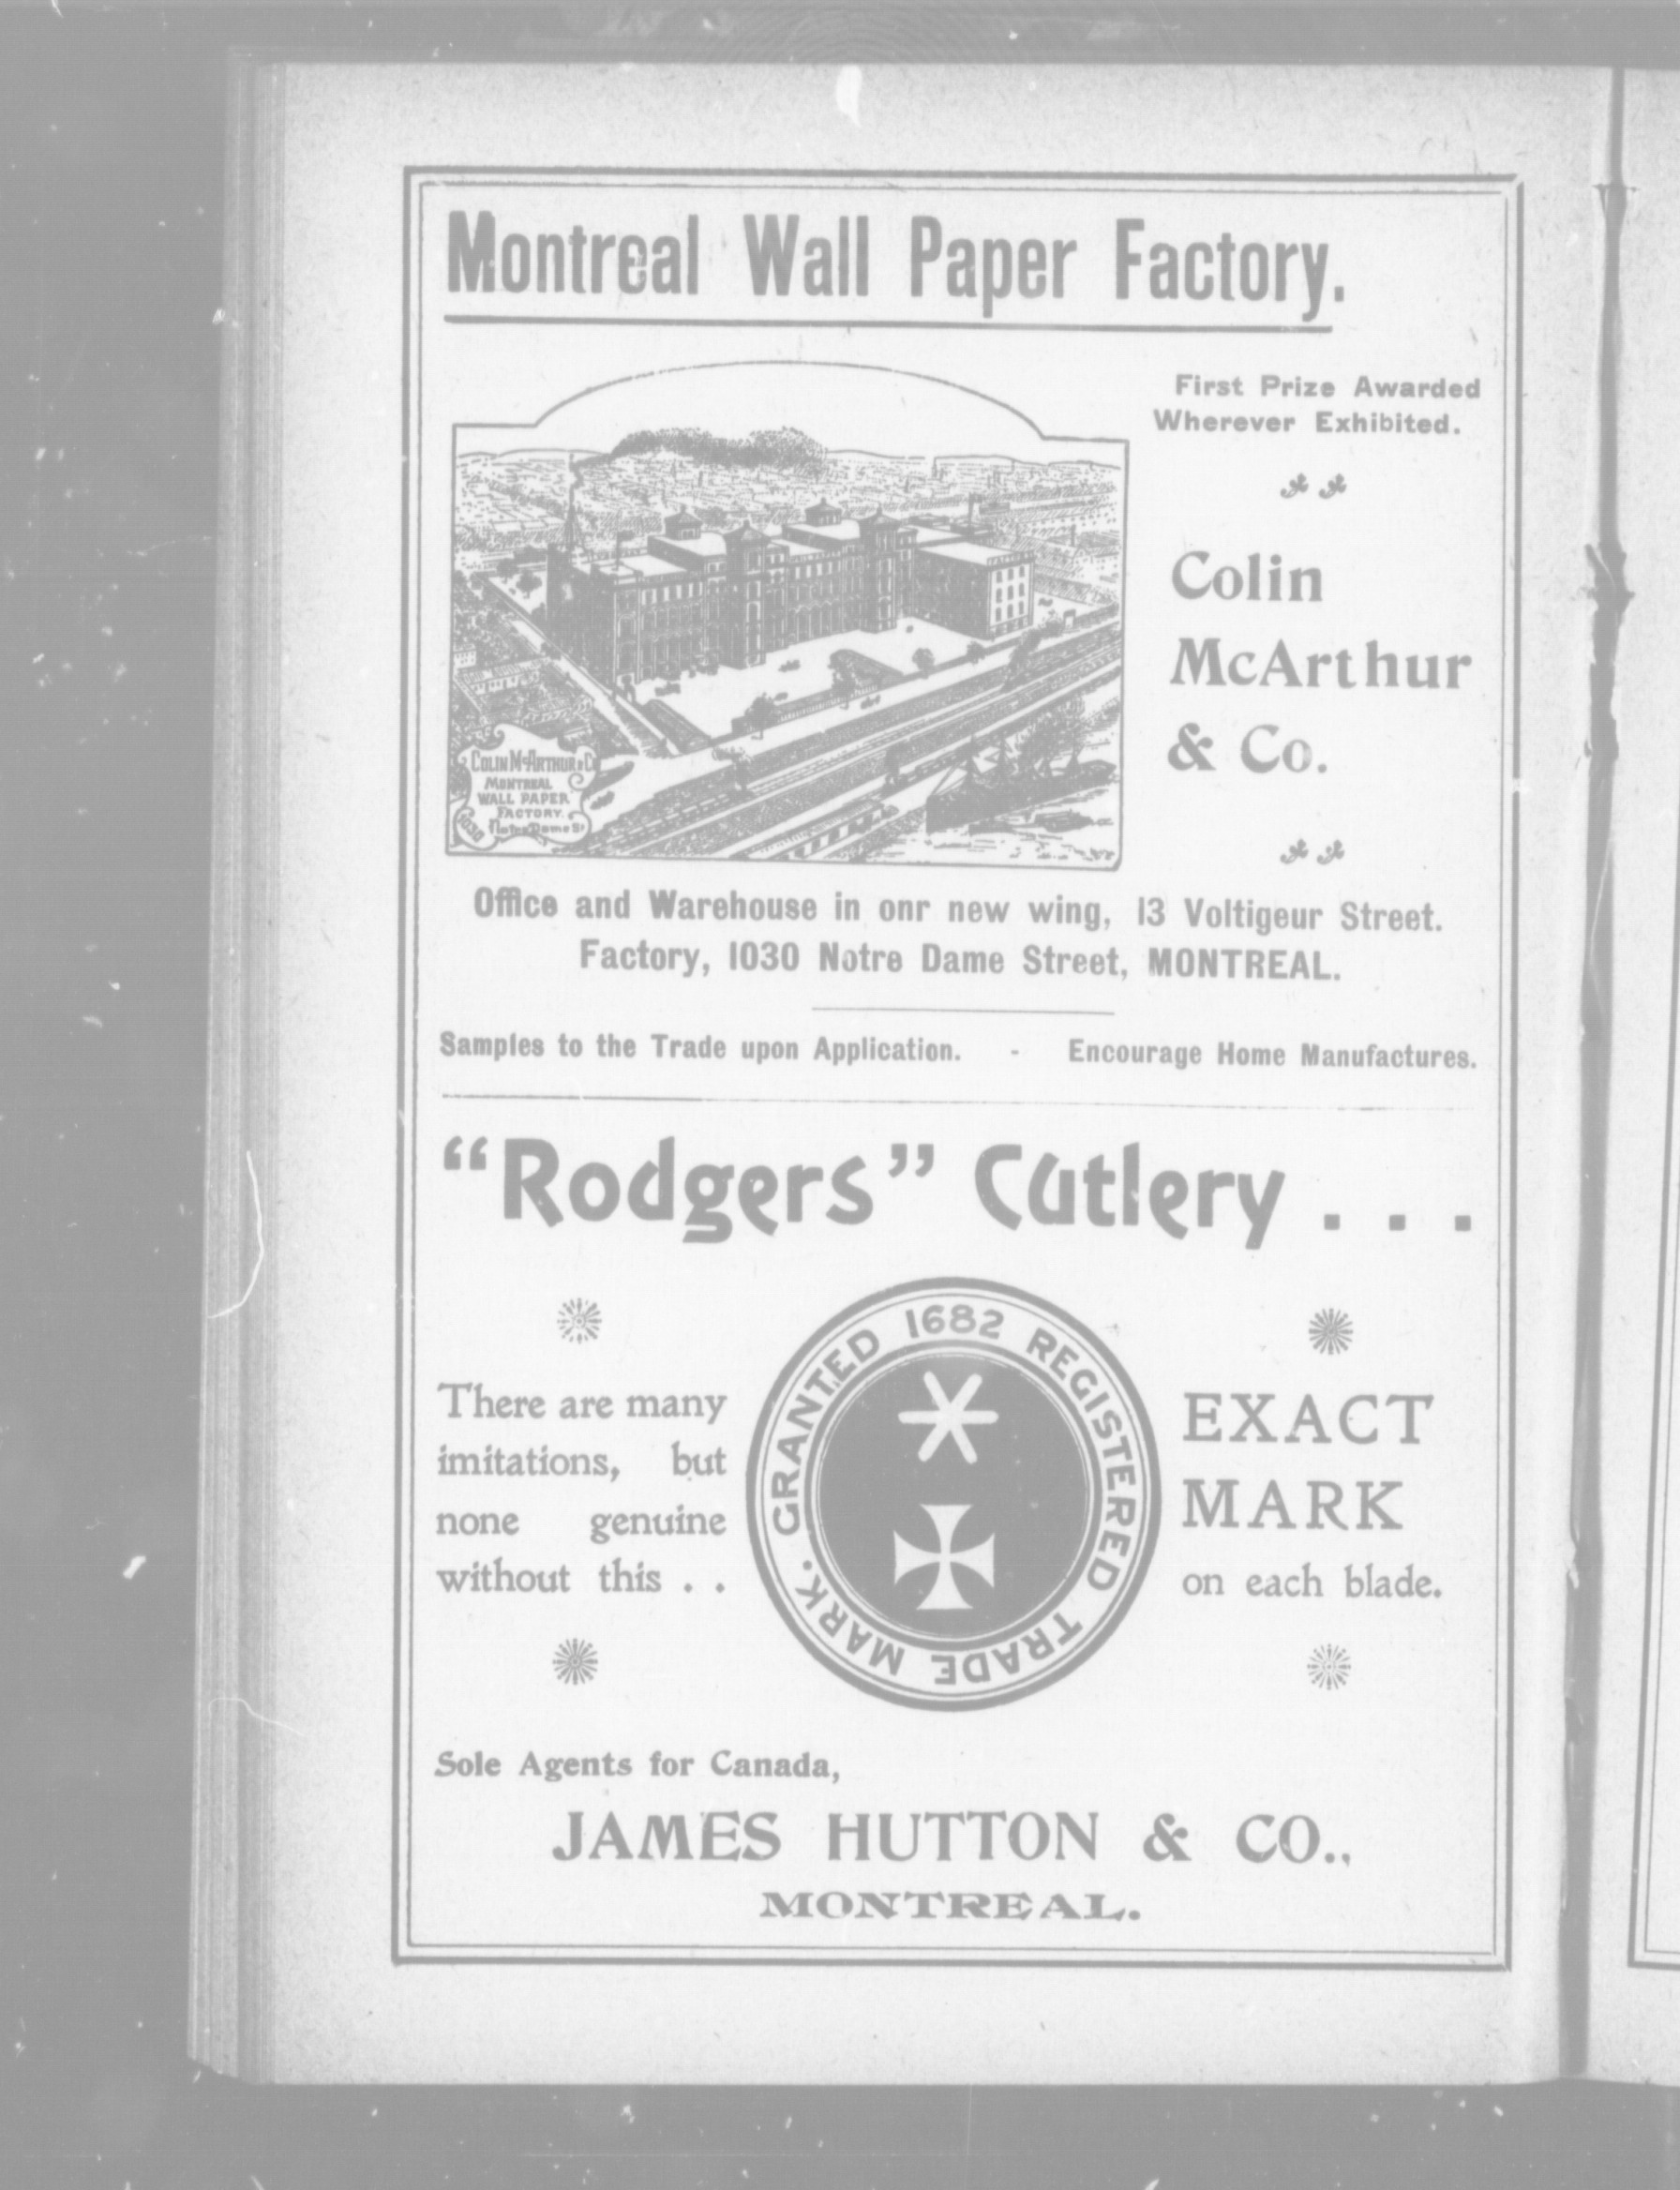 Montreal Wall Paper Factory.
First Prize Awarded
Wherever Exhibited.
Colin
McArthur
& Co.
COLIN McARTHUR & Co
MONTREAL
WALL PAPER
FACTORY.
1030 Notre Dame St
Office and Warehouse in onr new wing, 13 Voltigeur Street.
Factory, 1030 Notre Dame Street, MONTREAL.
Samples to the Trade upon Application. - Encourage Home Manufactures.
"Rodgers" Cutlery . . .
There are many
imitations, but
none genuine
without this . .
GRANTED 1682 REGISTERED TRADE MARK.
EXACT
MARK
on each blade.
Sole Agents for Canada,
JAMES HUTTON & CO.,
MONTREAL.